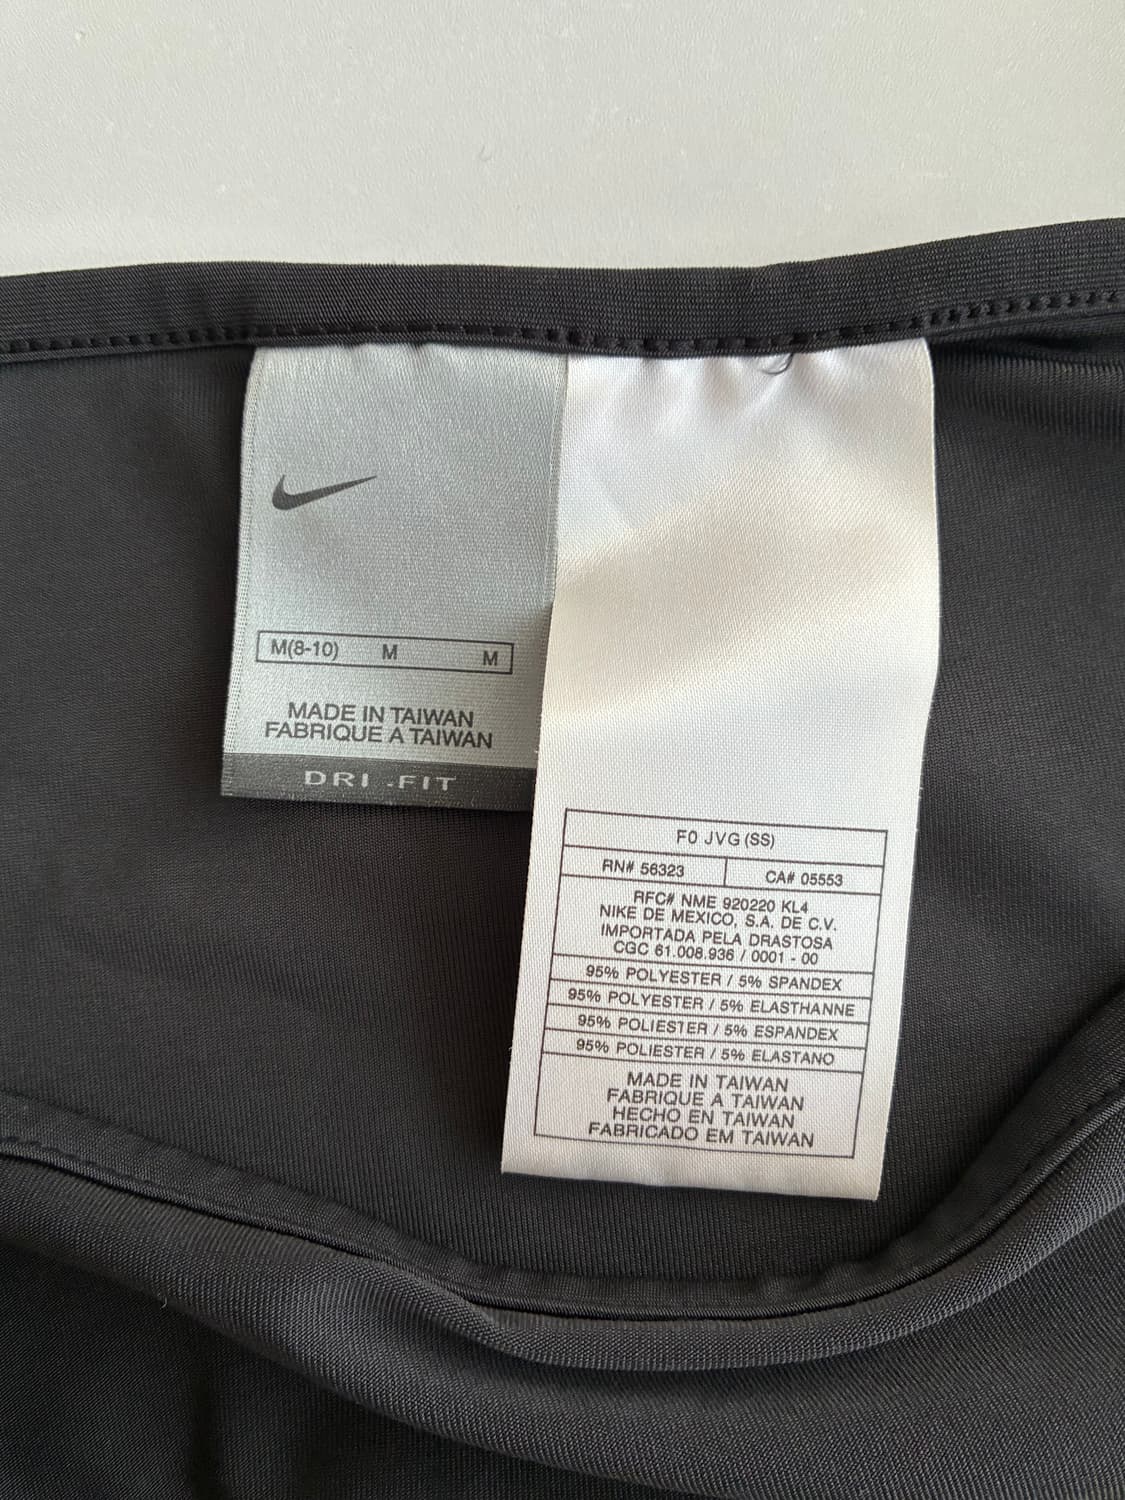 M(8-10) M M
MADE IN TAIWAN
FABRIQUE A TAIWAN
DRI-FIT
F0 JVG (SS)
RN# 56323 CA# 05553
RFC# NME 920220 KL4
NIKE DE MEXICO, S.A. DE C.V.
IMPORTADA PELA DRASTOSA
CGC 61.008.936 / 0001 - 00
95% POLYESTER / 5% SPANDEX
95% POLYESTER / 5% ELASTHANNE
95% POLIESTER / 5% ESPANDEX
95% POLIESTER / 5% ELASTANO
MADE IN TAIWAN
FABRIQUE A TAIWAN
HECHO EN TAIWAN
FABRICADO EM TAIWAN